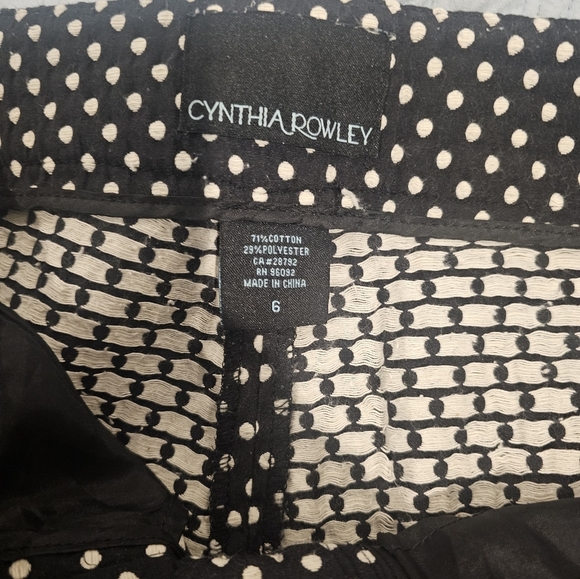 CYNTHIA ROWLEY
71%COTTON
29%POLYESTER
CA#28792
RN 96092
MADE IN CHINA
6